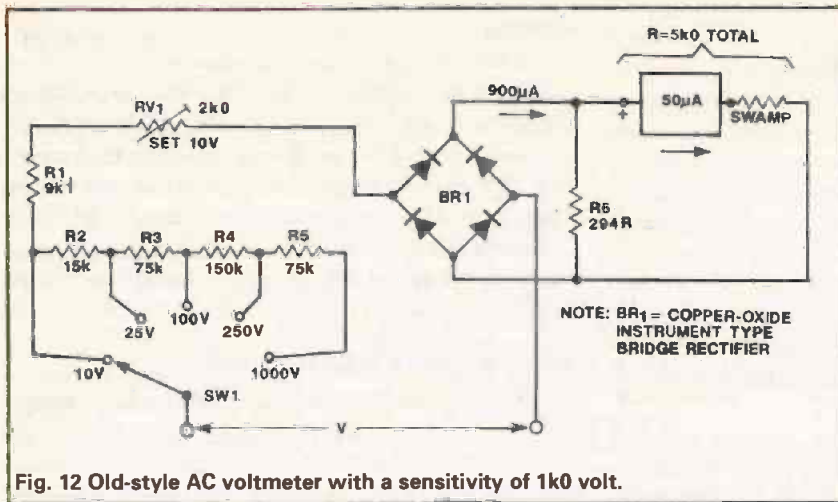 R=5k0 TOTAL
RV1 2k0
SET 10V
900µA
50µA
+
SWAMP
R1
9k1
BR1
R6
294R
R2
15k
R3
75k
R4
150k
R5
75k
25V
100V
250V
10V
1000V
SW1
V
NOTE: BR1 = COPPER-OXIDE
INSTRUMENT TYPE
BRIDGE RECTIFIER
Fig. 12 Old-style AC voltmeter with a sensitivity of 1k0 volt.